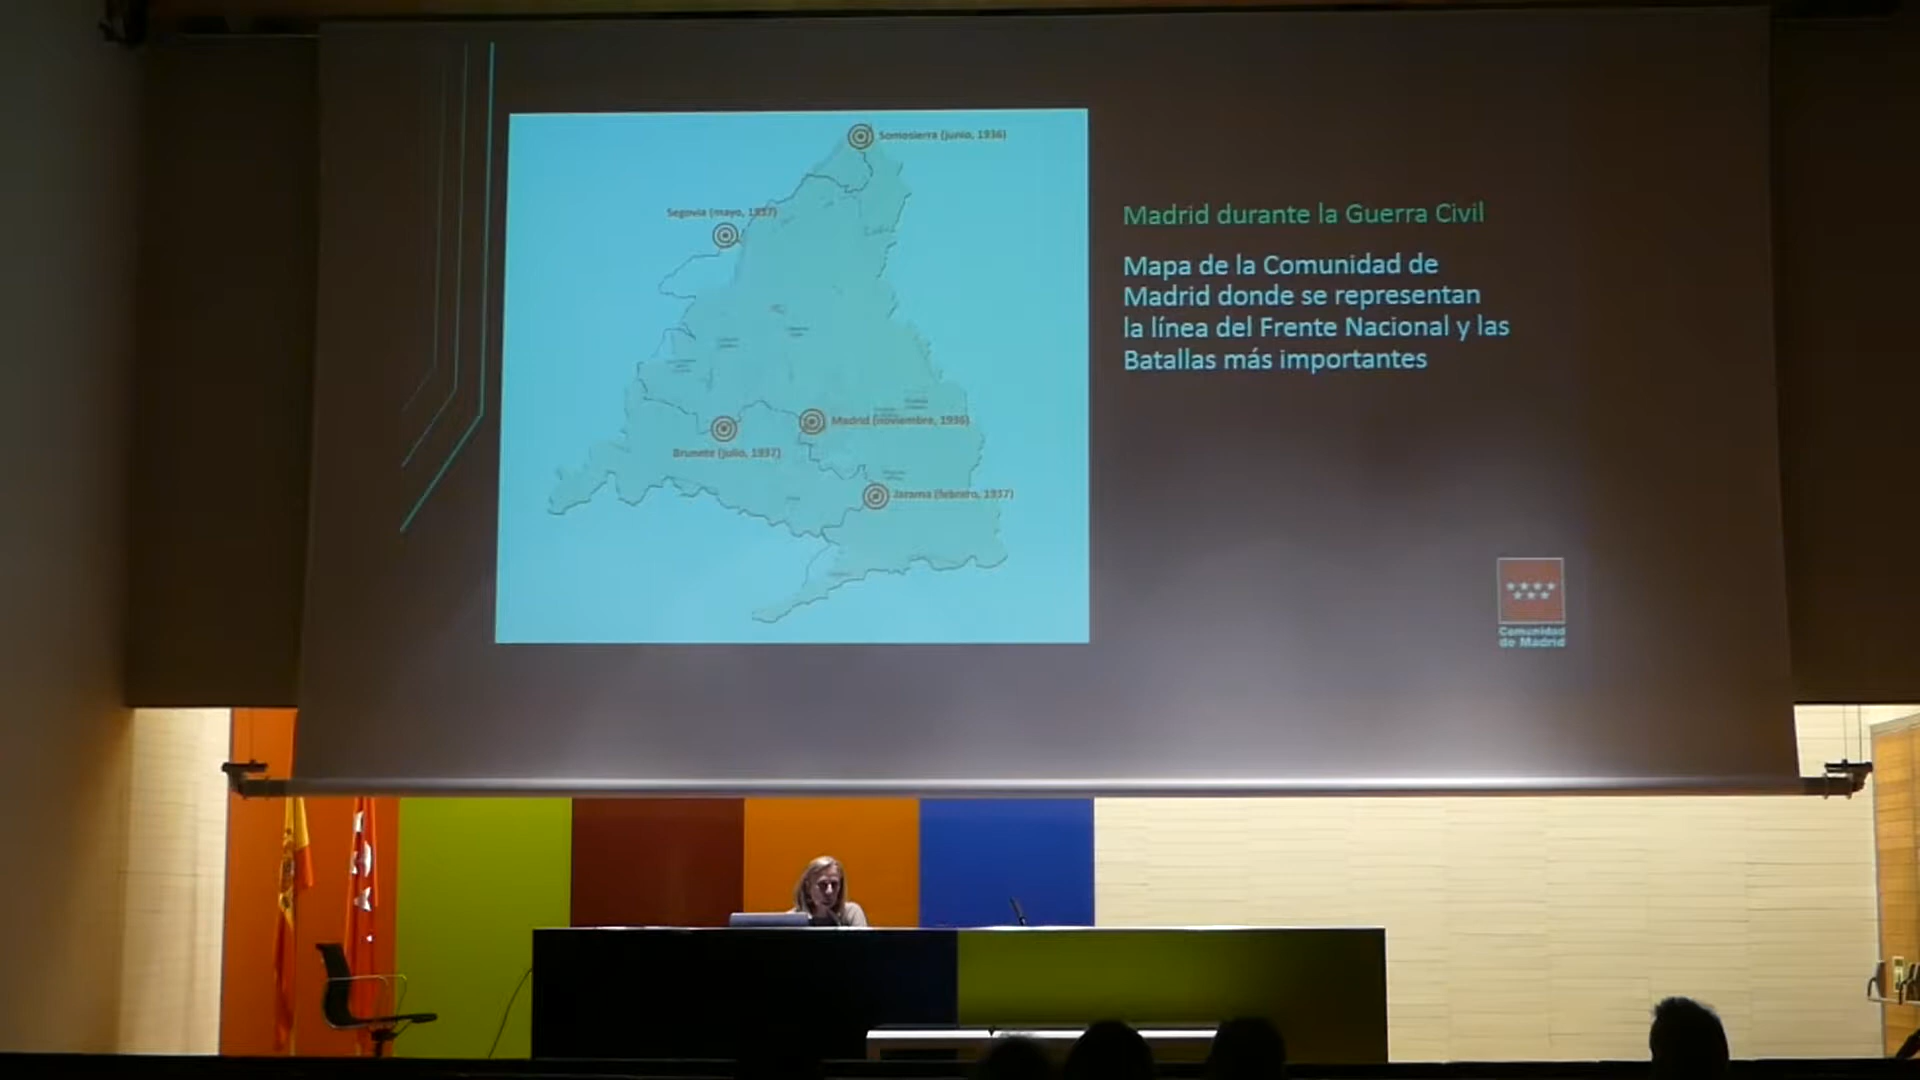 Somosierra (junio, 1936)
Segovia (mayo, 1937)
Madrid (noviembre, 1936)
Brunete (julio, 1937)
Jarama (febrero, 1937)
Madrid durante la Guerra Civil
Mapa de la Comunidad de
Madrid donde se representan
la línea del Frente Nacional y las
Batallas más importantes
Comunidad
de Madrid